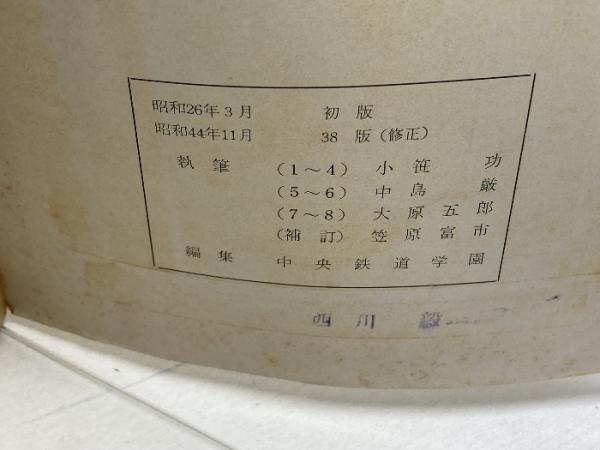 昭和26年3月 初版
昭和44年11月 38版(修正)
執筆 (1～4) 小笹功
(5～6) 中島厳
(7～8) 大原五郎
(補訂) 笠原富市
編集 中央鉄道学園
西川